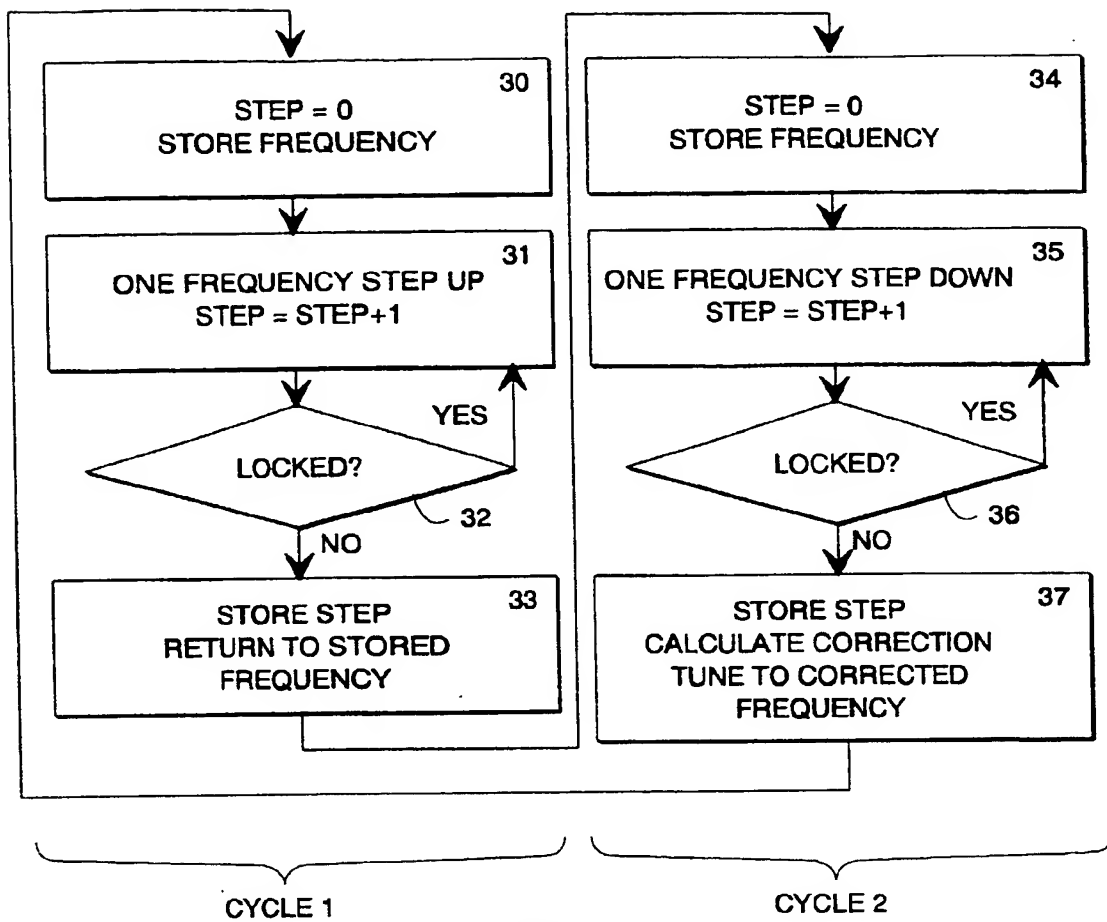 30
STEP = 0
STORE FREQUENCY
31
ONE FREQUENCY STEP UP
STEP = STEP+1
YES
LOCKED?
32
NO
33
STORE STEP
RETURN TO STORED
FREQUENCY
CYCLE 1
34
STEP = 0
STORE FREQUENCY
35
ONE FREQUENCY STEP DOWN
STEP = STEP+1
YES
LOCKED?
36
NO
37
STORE STEP
CALCULATE CORRECTION
TUNE TO CORRECTED
FREQUENCY
CYCLE 2